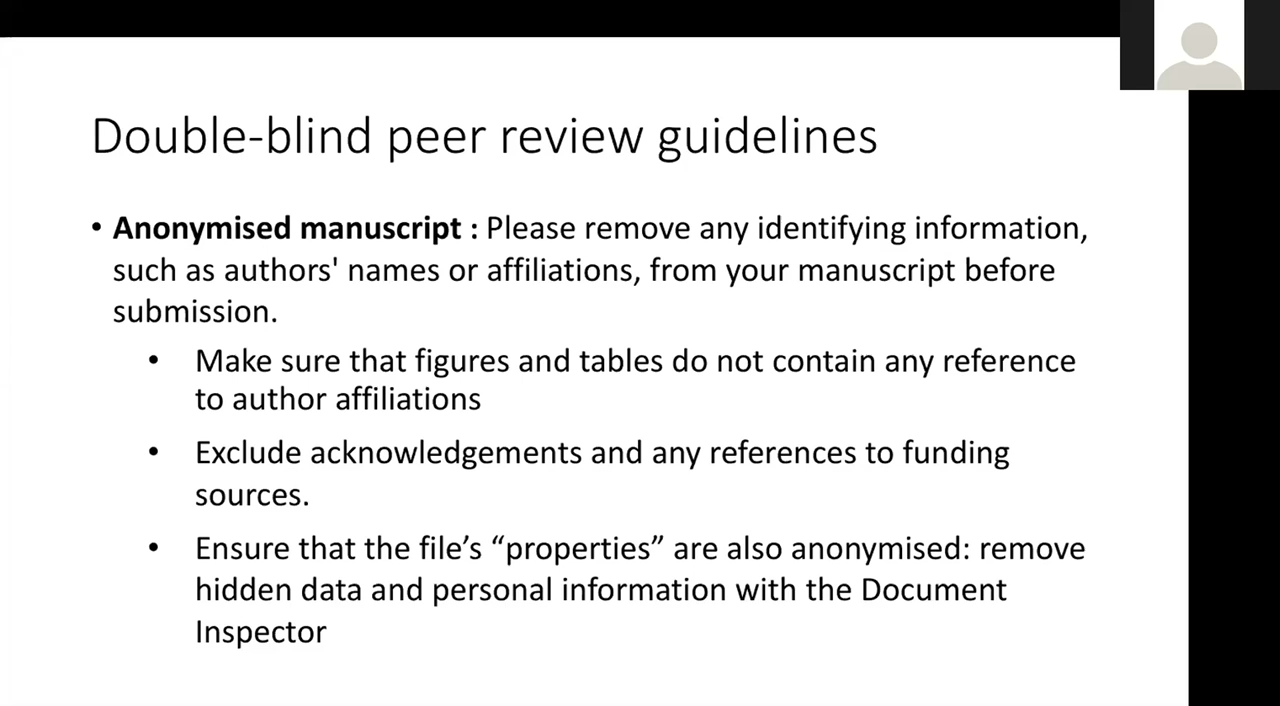 Double-blind peer review guidelines
• Anonymised manuscript : Please remove any identifying information,
such as authors' names or affiliations, from your manuscript before
submission.
• Make sure that figures and tables do not contain any reference
to author affiliations
• Exclude acknowledgements and any references to funding
sources.
• Ensure that the file’s “properties” are also anonymised: remove
hidden data and personal information with the Document
Inspector